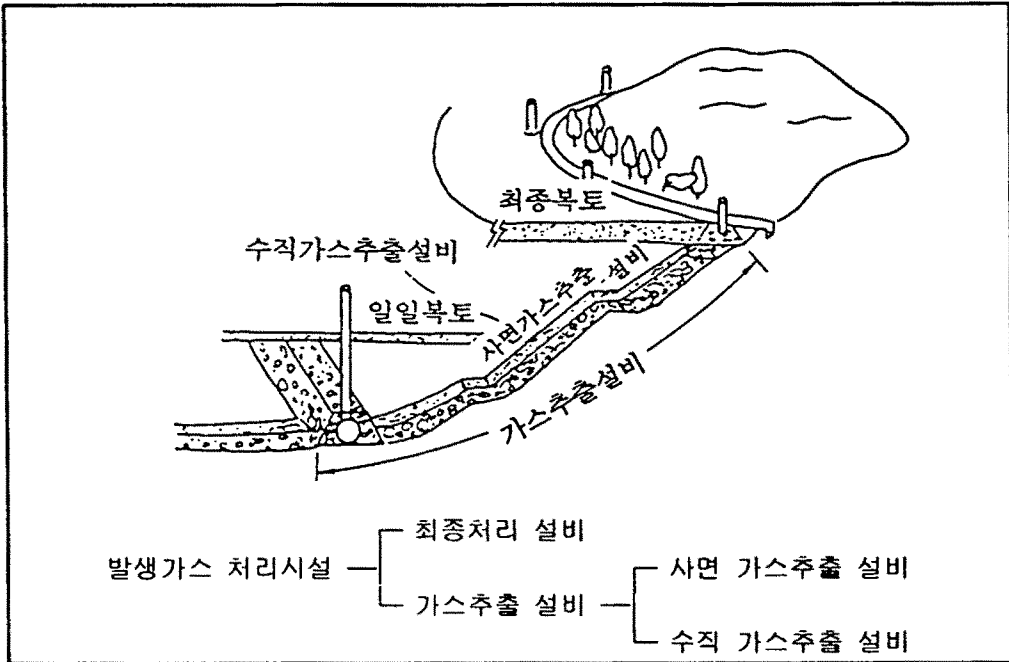 최종복토
수직가스추출설비
일일복토
사면가스추출 설비
가스추출설비
최종처리 설비
발생가스 처리시설
사면 가스추출 설비
가스추출 설비
수직 가스추출 설비